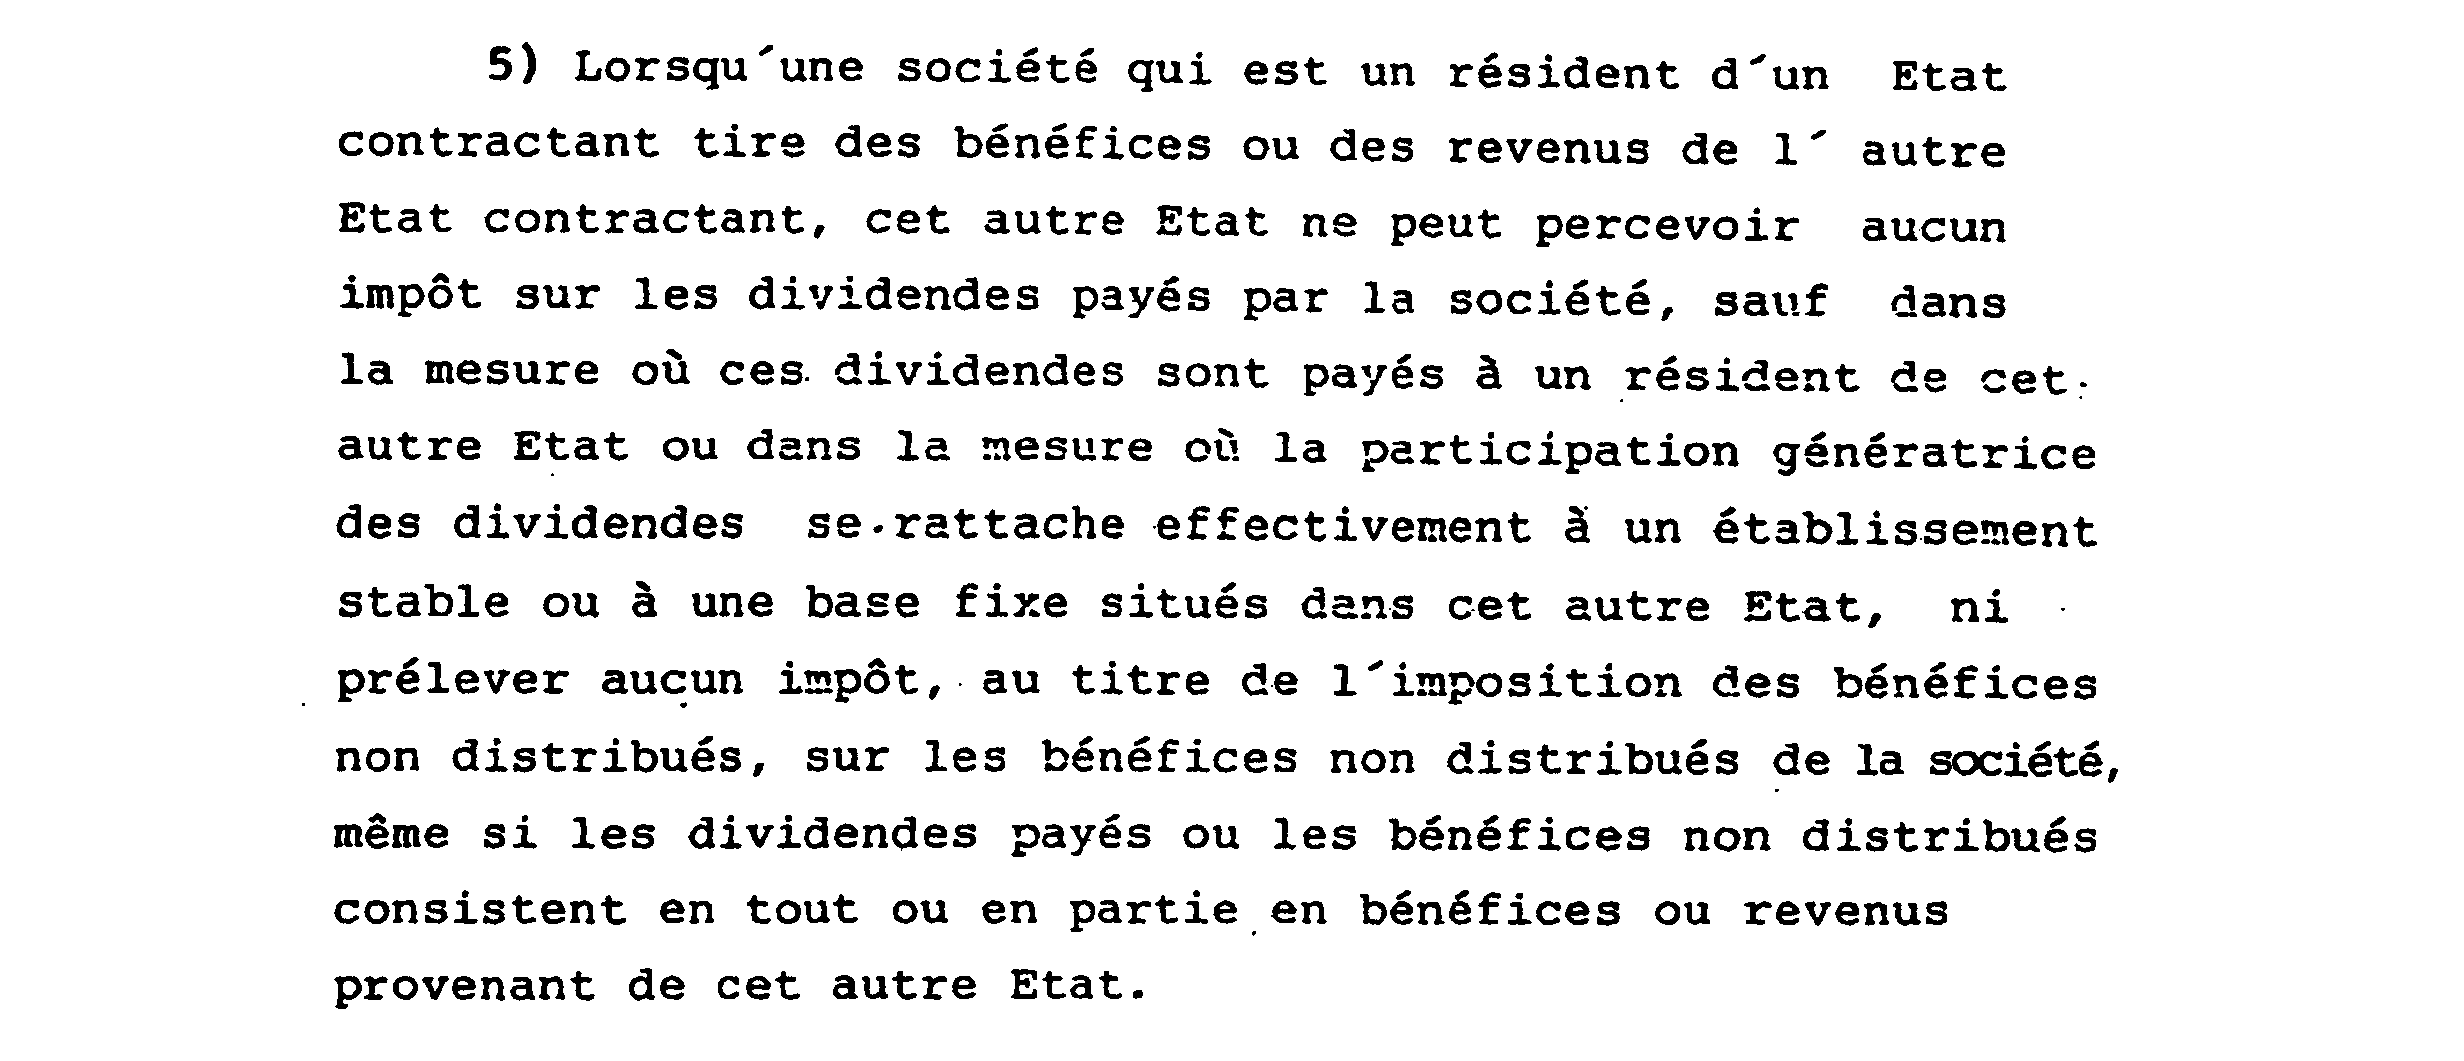 5) Lorsqu´une société qui est un résident d´un Etat
contractant tire des bénéfices ou des revenus de l´ autre
Etat contractant, cet autre Etat ne peut percevoir aucun
impôt sur les dividendes payés par la société, sauf dans
la mesure où ces dividendes sont payés à un résident de cet
autre Etat ou dans la mesure où la participation génératrice
des dividendes se rattache effectivement à un établissement
stable ou à une base fixe situés dans cet autre Etat, ni
prélever aucun impôt, au titre de l´imposition des bénéfices
non distribués, sur les bénéfices non distribués de la société,
même si les dividendes payés ou les bénéfices non distribués
consistent en tout ou en partie en bénéfices ou revenus
provenant de cet autre Etat.